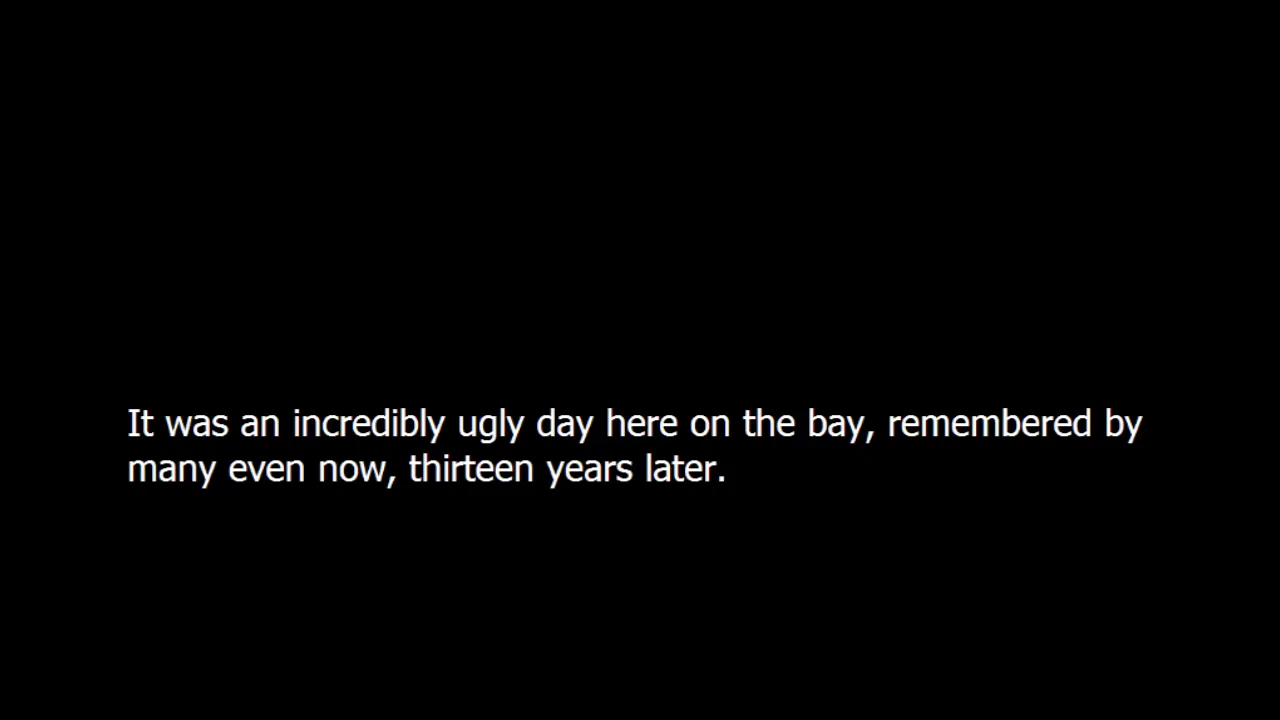 It was an incredibly ugly day here on the bay, remembered by
many even now, thirteen years later.